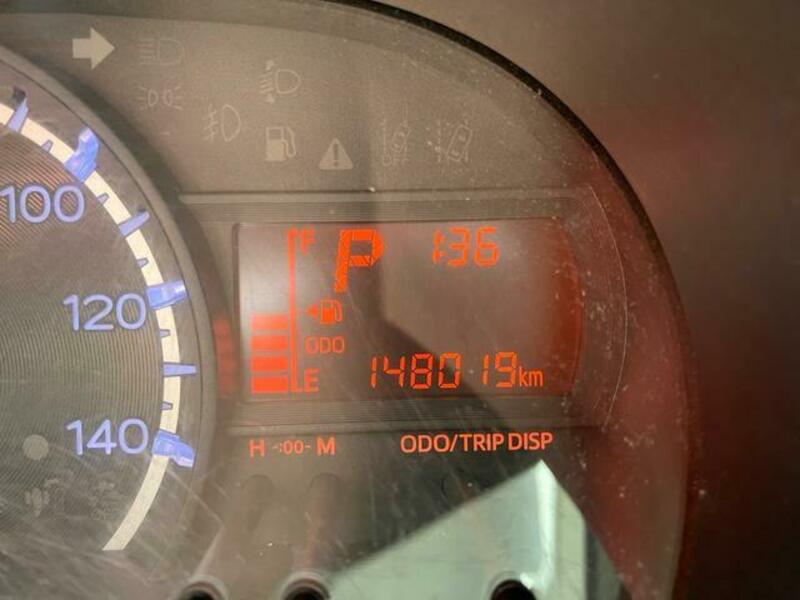 OFF
100
F P 1:36
120
ODO
E 148019km
140
H -:00- M ODO/TRIP DISP